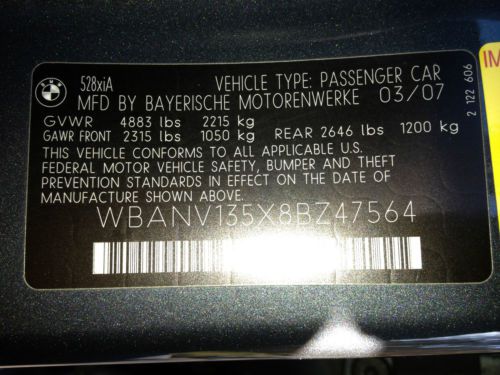 BMW
528xiA VEHICLE TYPE: PASSENGER CAR
MFD BY BAYERISCHE MOTORENWERKE 03/07
GVWR 4883 lbs 2215 kg
GAWR FRONT 2315 lbs 1050 kg REAR 2646 lbs 1200 kg
THIS VEHICLE CONFORMS TO ALL APPLICABLE U.S.
FEDERAL MOTOR VEHICLE SAFETY, BUMPER AND THEFT
PREVENTION STANDARDS IN EFFECT ON THE DATE OF
MANUFACTURE SHOWN ABOVE.
WBANV135X8BZ47564
2 122 606
IM